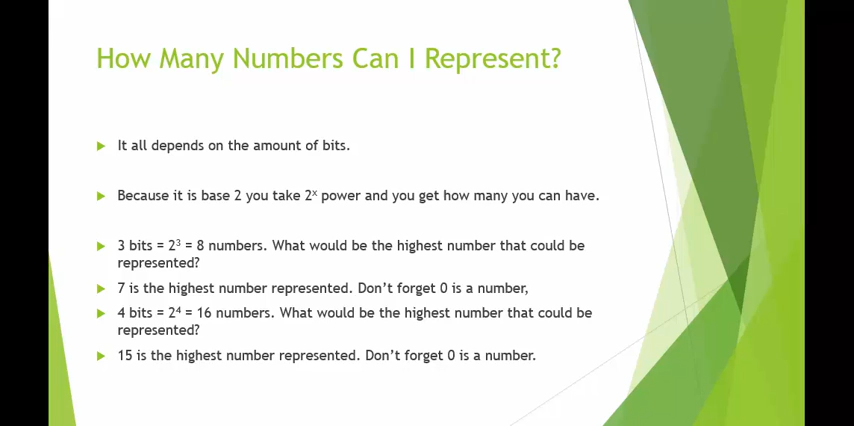 How Many Numbers Can I Represent?
It all depends on the amount of bits.
Because it is base 2 you take 2ˣ power and you get how many you can have.
3 bits = 2³ = 8 numbers. What would be the highest number that could be
represented?
7 is the highest number represented. Don't forget 0 is a number,
4 bits = 2⁴ = 16 numbers. What would be the highest number that could be
represented?
15 is the highest number represented. Don't forget 0 is a number.